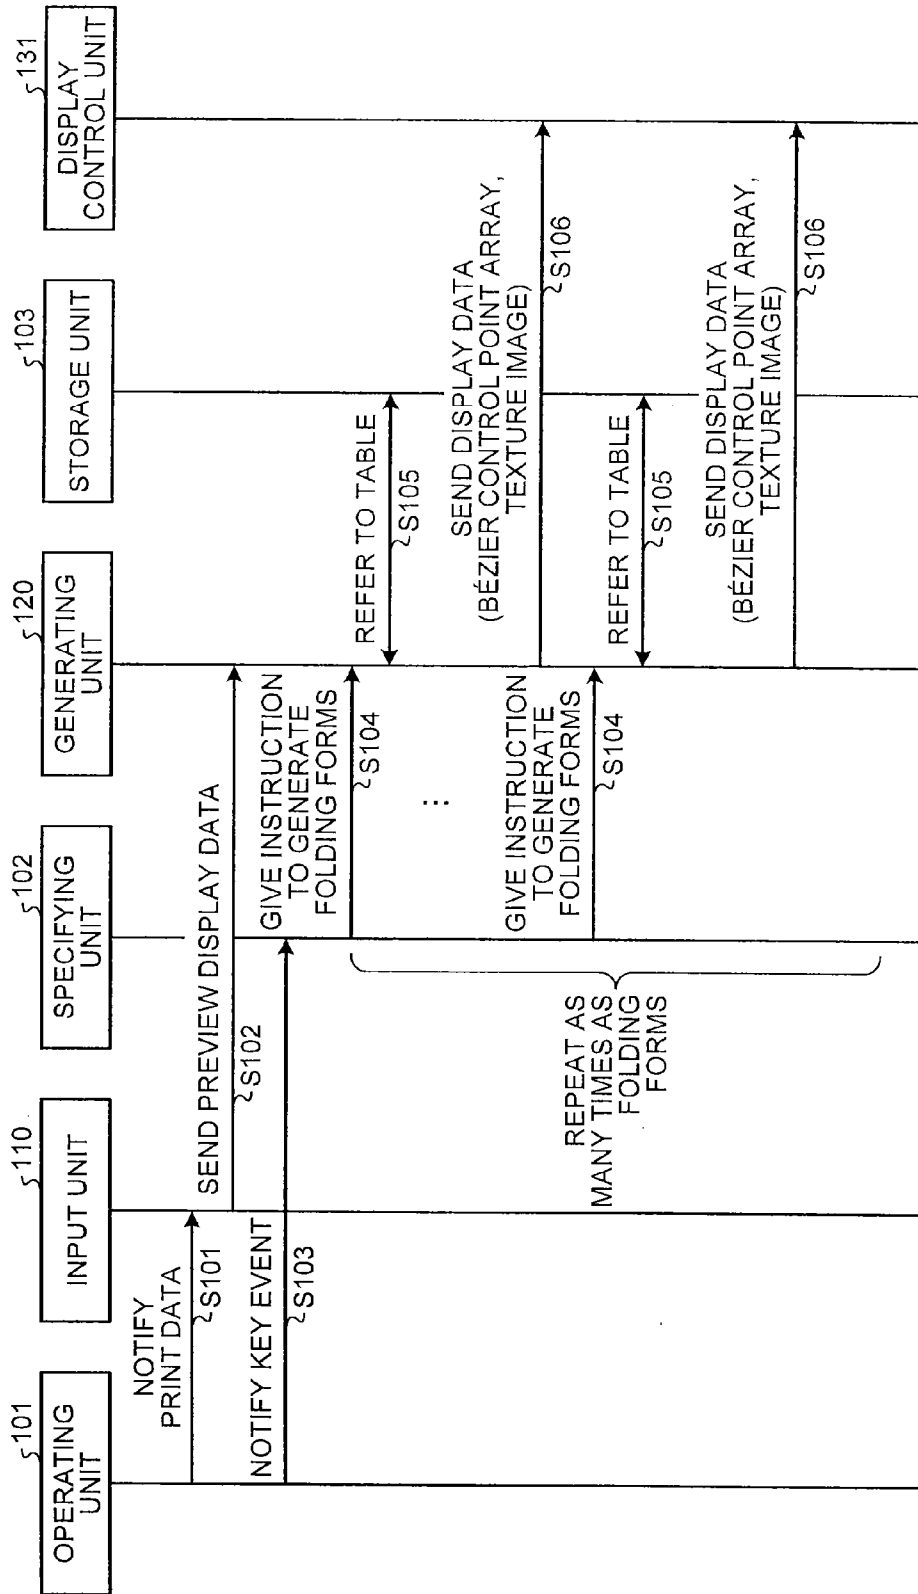 101
OPERATING
UNIT
110
INPUT UNIT
102
SPECIFYING
UNIT
120
GENERATING
UNIT
103
STORAGE UNIT
131
DISPLAY
CONTROL UNIT
NOTIFY
PRINT DATA
S101
SEND PREVIEW DISPLAY DATA
S102
NOTIFY KEY EVENT
S103
GIVE INSTRUCTION
TO GENERATE
FOLDING FORMS
S104
REFER TO TABLE
S105
SEND DISPLAY DATA
(BÉZIER CONTROL POINT ARRAY,
TEXTURE IMAGE)
S106
...
REPEAT AS
MANY TIMES AS
FOLDING
FORMS
GIVE INSTRUCTION
TO GENERATE
FOLDING FORMS
S104
REFER TO TABLE
S105
SEND DISPLAY DATA
(BÉZIER CONTROL POINT ARRAY,
TEXTURE IMAGE)
S106